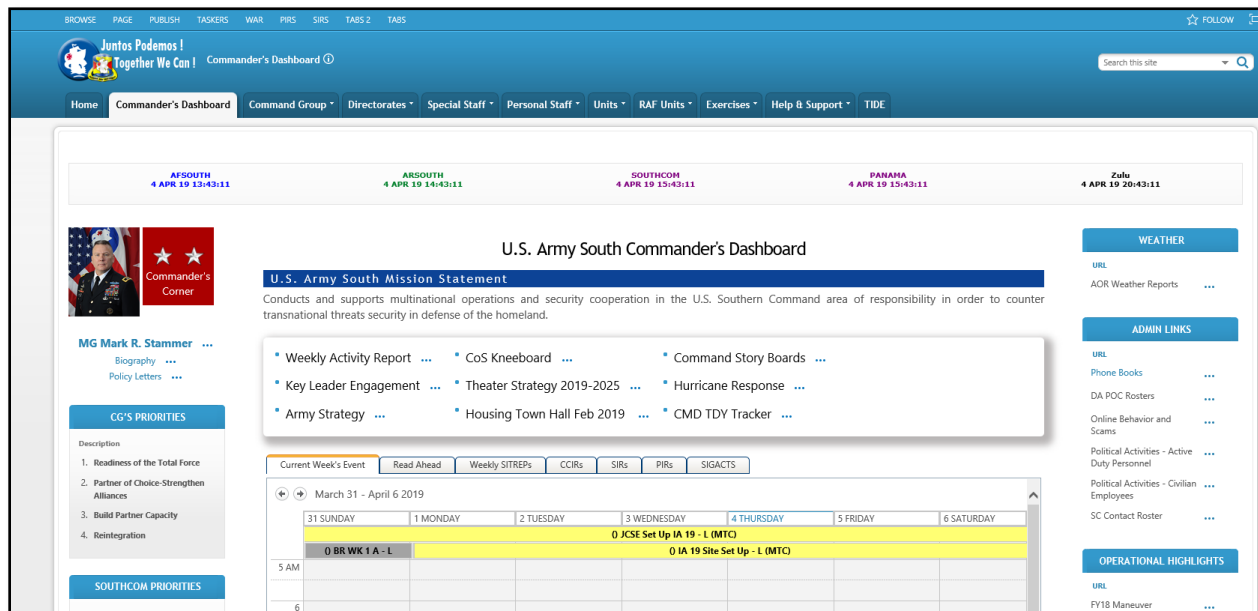 BROWSE PAGE PUBLISH TASKERS WAR PIRS SIRS TABS 2 TABS
FOLLOW
Juntos Podemos !
Together We Can !
Commander's Dashboard
Search this site
Home Commander's Dashboard Command Group Directorates Special Staff Personal Staff Units RAF Units Exercises Help & Support TIDE
AFSOUTH
4 APR 19 13:43:11
ARSOUTH
4 APR 19 14:43:11
SOUTHCOM
4 APR 19 15:43:11
PANAMA
4 APR 19 15:43:11
Zulu
4 APR 19 20:43:11
Commander's
Corner
MG Mark R. Stammer ...
Biography ...
Policy Letters ...
CG'S PRIORITIES
Description
1. Readiness of the Total Force
2. Partner of Choice-Strengthen
Alliances
3. Build Partner Capacity
4. Reintegration
SOUTHCOM PRIORITIES
U.S. Army South Commander's Dashboard
U.S. Army South Mission Statement
Conducts and supports multinational operations and security cooperation in the U.S. Southern Command area of responsibility in order to counter
transnational threats security in defense of the homeland.
Weekly Activity Report ... CoS Kneeboard ... Command Story Boards ...
Key Leader Engagement ... Theater Strategy 2019-2025 ... Hurricane Response ...
Army Strategy ... Housing Town Hall Feb 2019 ... CMD TDY Tracker ...
Current Week's Event Read Ahead Weekly SITREPs CCIRs SIRs PIRs SIGACTS
March 31 - April 6 2019
31 SUNDAY 1 MONDAY 2 TUESDAY 3 WEDNESDAY 4 THURSDAY 5 FRIDAY 6 SATURDAY
() JCSE Set Up IA 19 - L (MTC)
() BR WK 1 A - L () IA 19 Site Set Up - L (MTC)
5 AM
6
WEATHER
URL
AOR Weather Reports ...
ADMIN LINKS
URL
Phone Books ...
DA POC Rosters ...
Online Behavior and ...
Scams
Political Activities - Active ...
Duty Personnel
Political Activities - Civilian ...
Employees
SC Contact Roster ...
OPERATIONAL HIGHLIGHTS
URL
FY18 Maneuver ...